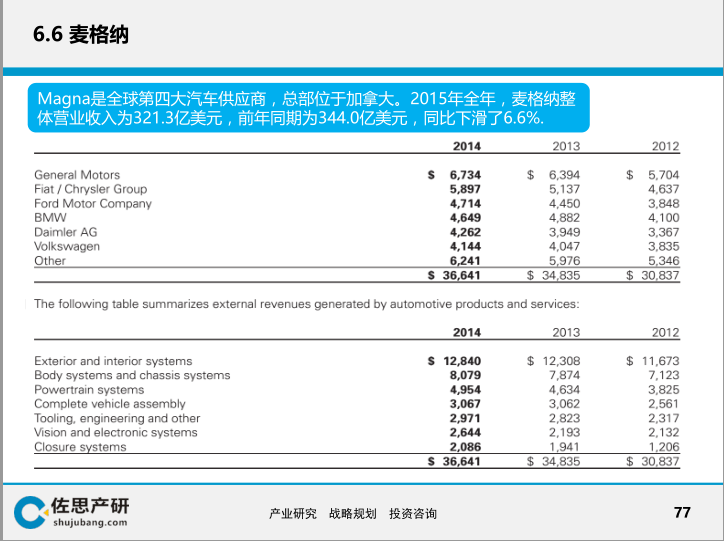 6.6 麦格纳
Magna是全球第四大汽车供应商，总部位于加拿大。2015年全年，麦格纳整
体营业收入为321.3亿美元，前年同期为344.0亿美元，同比下滑了6.6%.
2014 2013 2012
General Motors $ 6,734 $ 6,394 $ 5,704
Fiat / Chrysler Group 5,897 5,137 4,637
Ford Motor Company 4,714 4,450 3,848
BMW 4,649 4,882 4,100
Daimler AG 4,262 3,949 3,367
Volkswagen 4,144 4,047 3,835
Other 6,241 5,976 5,346
$ 36,641 $ 34,835 $ 30,837
The following table summarizes external revenues generated by automotive products and services:
2014 2013 2012
Exterior and interior systems $ 12,840 $ 12,308 $ 11,673
Body systems and chassis systems 8,079 7,874 7,123
Powertrain systems 4,954 4,634 3,825
Complete vehicle assembly 3,067 3,062 2,561
Tooling, engineering and other 2,971 2,823 2,317
Vision and electronic systems 2,644 2,193 2,132
Closure systems 2,086 1,941 1,206
$ 36,641 $ 34,835 $ 30,837
佐思产研
shujubang.com
产业研究 战略规划 投资咨询
77